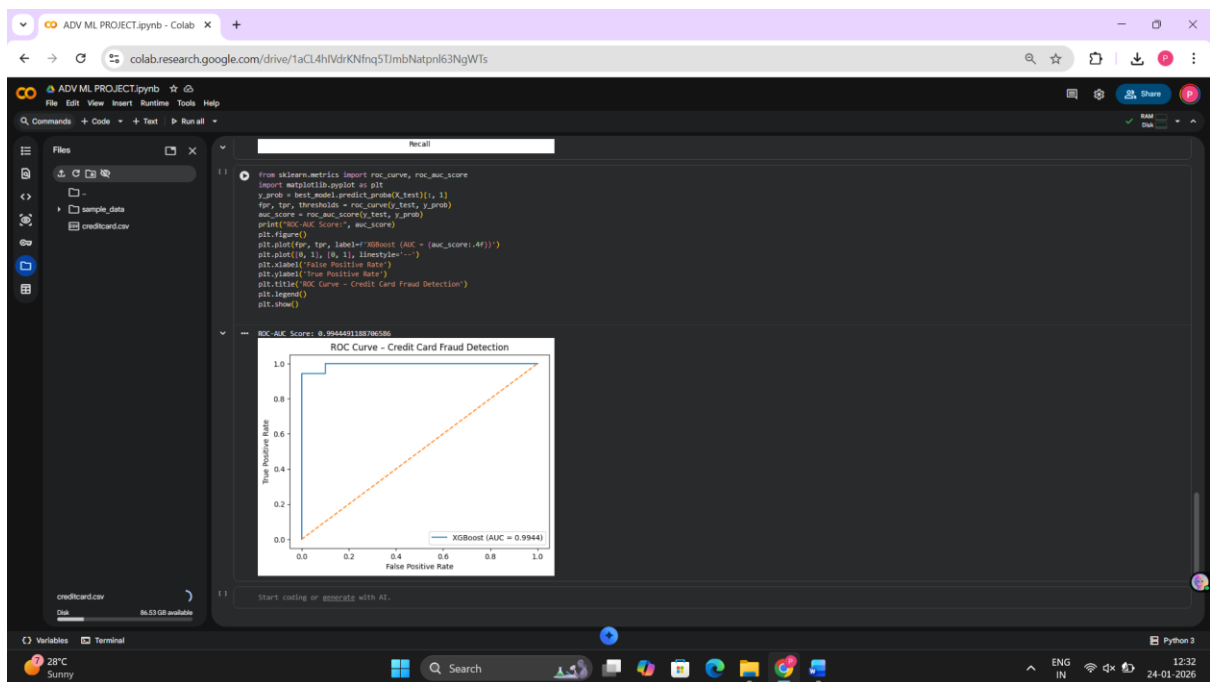 ADV ML PROJECT.ipynb - Colab
colab.research.google.com/drive/1aCL4hIVdrKNfnq5TJmbNatpnl63NgWTs
P
ADV ML PROJECT.ipynb
File Edit View Insert Runtime Tools Help
Share
P
Commands + Code + Text Run all
RAM
Disk
Files
..
sample_data
creditcard.csv
Recall
[ ]
from sklearn.metrics import roc_curve, roc_auc_score
import matplotlib.pyplot as plt
y_prob = best_model.predict_proba(X_test)[:, 1]
fpr, tpr, thresholds = roc_curve(y_test, y_prob)
auc_score = roc_auc_score(y_test, y_prob)
print("ROC-AUC Score:", auc_score)
plt.figure()
plt.plot(fpr, tpr, label=f'XGBoost (AUC = {auc_score:.4f})')
plt.plot([0, 1], [0, 1], linestyle='--')
plt.xlabel('False Positive Rate')
plt.ylabel('True Positive Rate')
plt.title('ROC Curve – Credit Card Fraud Detection')
plt.legend()
plt.show()
ROC-AUC Score: 0.9944491188706586
ROC Curve – Credit Card Fraud Detection
1.0
0.8
0.6
0.4
0.2
0.0
True Positive Rate
XGBoost (AUC = 0.9944)
0.0 0.2 0.4 0.6 0.8 1.0
False Positive Rate
[ ] Start coding or generate with AI.
creditcard.csv
Disk 86.53 GB available
Variables Terminal
Python 3
7
28°C
Sunny
Search
ENG
IN
12:32
24-01-2026